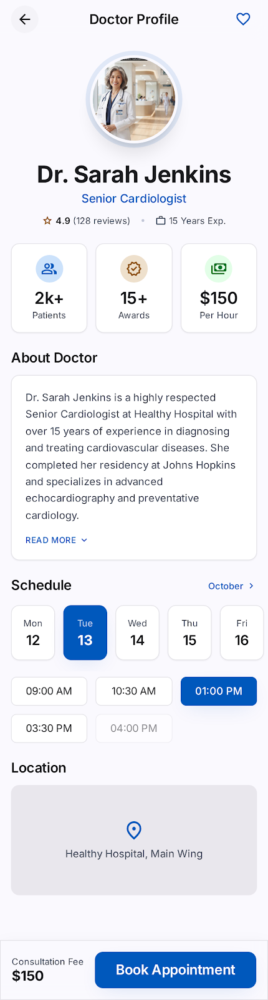 Doctor Profile
Dr. Sarah Jenkins
Senior Cardiologist
4.9 (128 reviews) • 15 Years Exp.
2k+ 15+ $150
Patients Awards Per Hour
About Doctor
Dr. Sarah Jenkins is a highly respected
Senior Cardiologist at Healthy Hospital with
over 15 years of experience in diagnosing
and treating cardiovascular diseases. She
completed her residency at Johns Hopkins
and specializes in advanced
echocardiography and preventative
cardiology.
READ MORE
Schedule October
Mon Tue Wed Thu Fri
12 13 14 15 16
09:00 AM 10:30 AM 01:00 PM
03:30 PM 04:00 PM
Location
Healthy Hospital, Main Wing
Consultation Fee
$150
Book Appointment